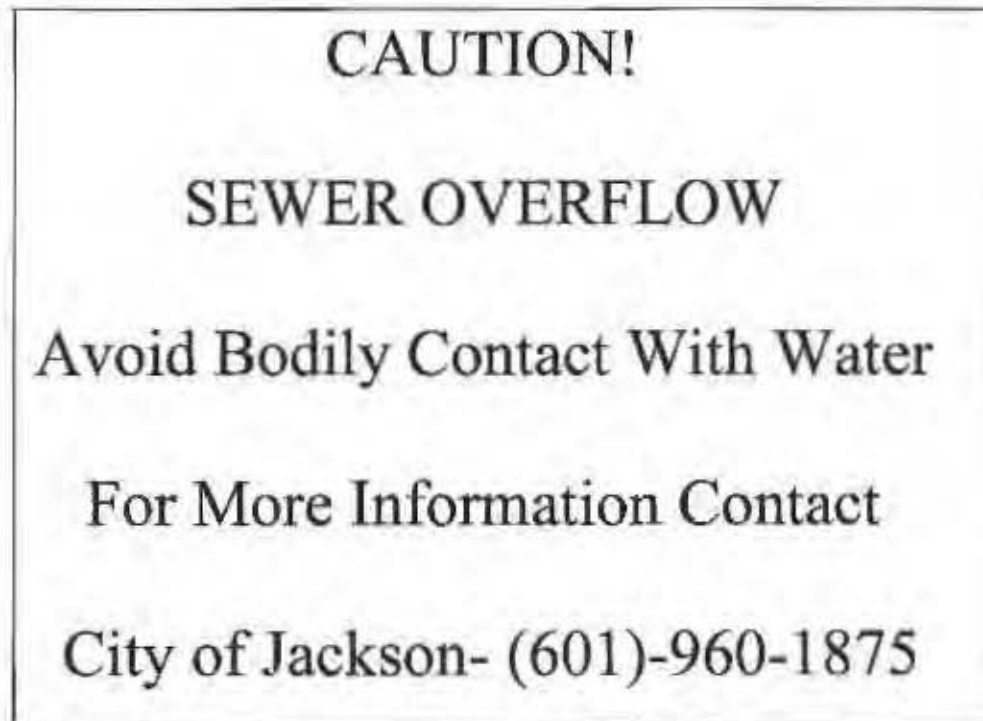 CAUTION!
SEWER OVERFLOW
Avoid Bodily Contact With Water
For More Information Contact
City of Jackson- (601)-960-1875